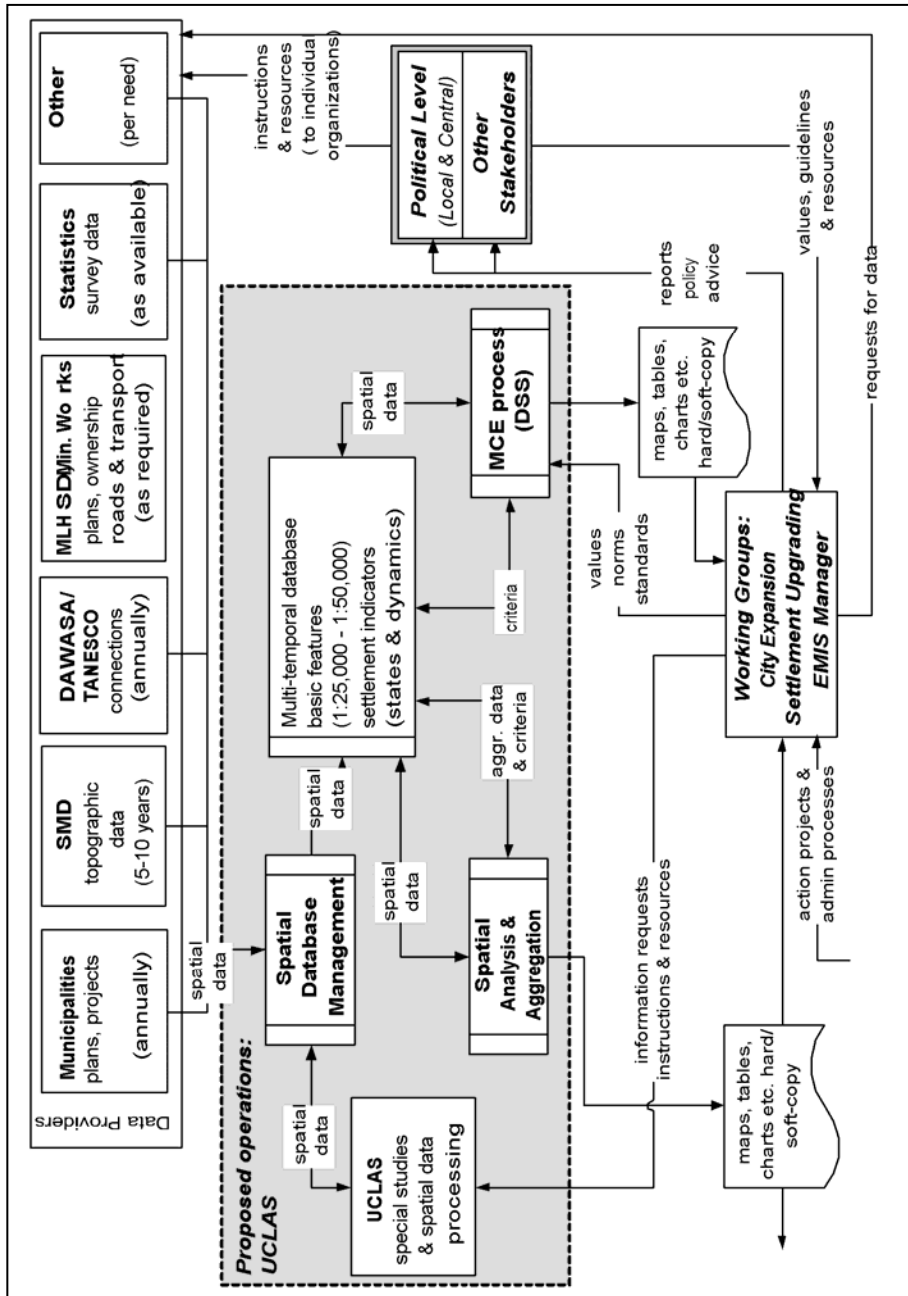 Data Providers
Municipalities
plans, projects
(annually)
SMD
topographic
data
(5-10 years)
DAWASA/
TANESCO
connections
(annually)
MLHSD/Min. Wo rks
plans, ownership
roads & transport
(as required)
Statistics
survey data
(as available)
Other
(per need)
spatial
data
instructions
& resources
( to individual
organizations)
Proposed operations:
UCLAS
UCLAS
special studies
& spatial data
processing
spatial
data
Spatial
Database
Management
spatial
data
Multi-temporal database
basic features
(1:25,000 - 1:50,000)
settlement indicators
(states & dynamics)
spatial
data
spatial
data
Spatial
Analysis &
Aggregation
aggr. data
& criteria
criteria
MCE process
(DSS)
Political Level
(Local & Central)
Other
Stakeholders
information requests
instructions & resources
values
norms
standards
maps, tables,
charts etc.
hard/soft-copy
reports
policy
advice
values, guidelines
& resources
maps, tables,
charts etc. hard/
soft-copy
action projects &
admin processes
Working Groups:
City Expansion
Settlement Upgrading
EMIS Manager
requests for data